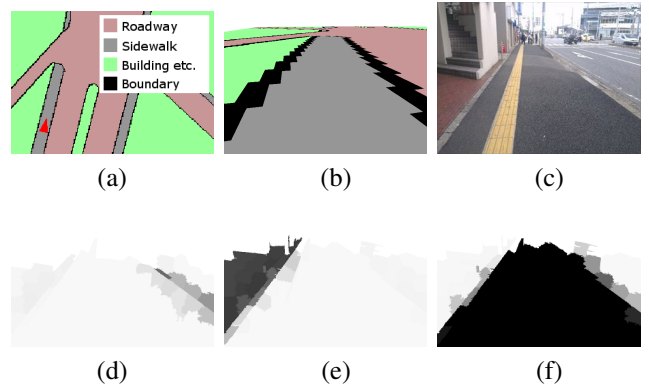 Roadway
Sidewalk
Building etc.
Boundary
(a)
(b)
(c)
(d)
(e)
(f)